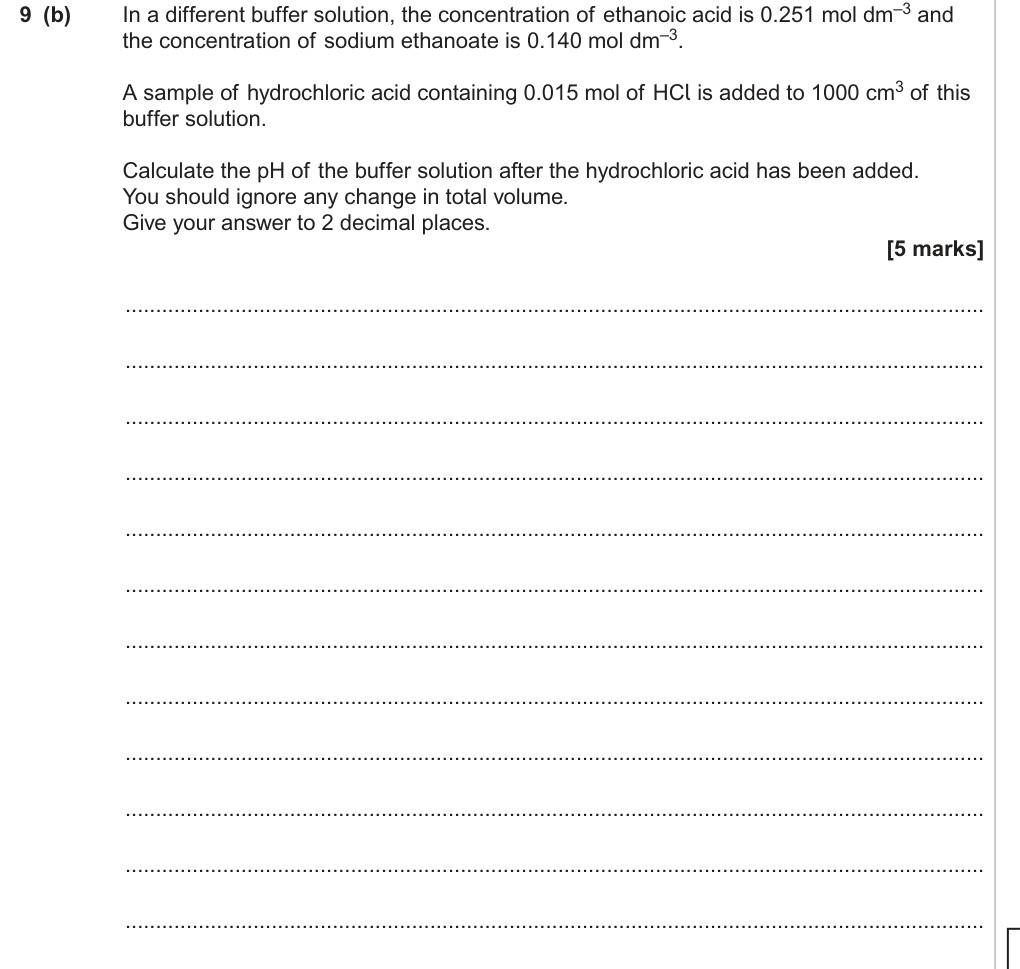 9 (b) In a different buffer solution, the concentration of ethanoic acid is 0.251 mol dm⁻³ and
the concentration of sodium ethanoate is 0.140 mol dm⁻³.
A sample of hydrochloric acid containing 0.015 mol of HCl is added to 1000 cm³ of this
buffer solution.
Calculate the pH of the buffer solution after the hydrochloric acid has been added.
You should ignore any change in total volume.
Give your answer to 2 decimal places.
[5 marks]